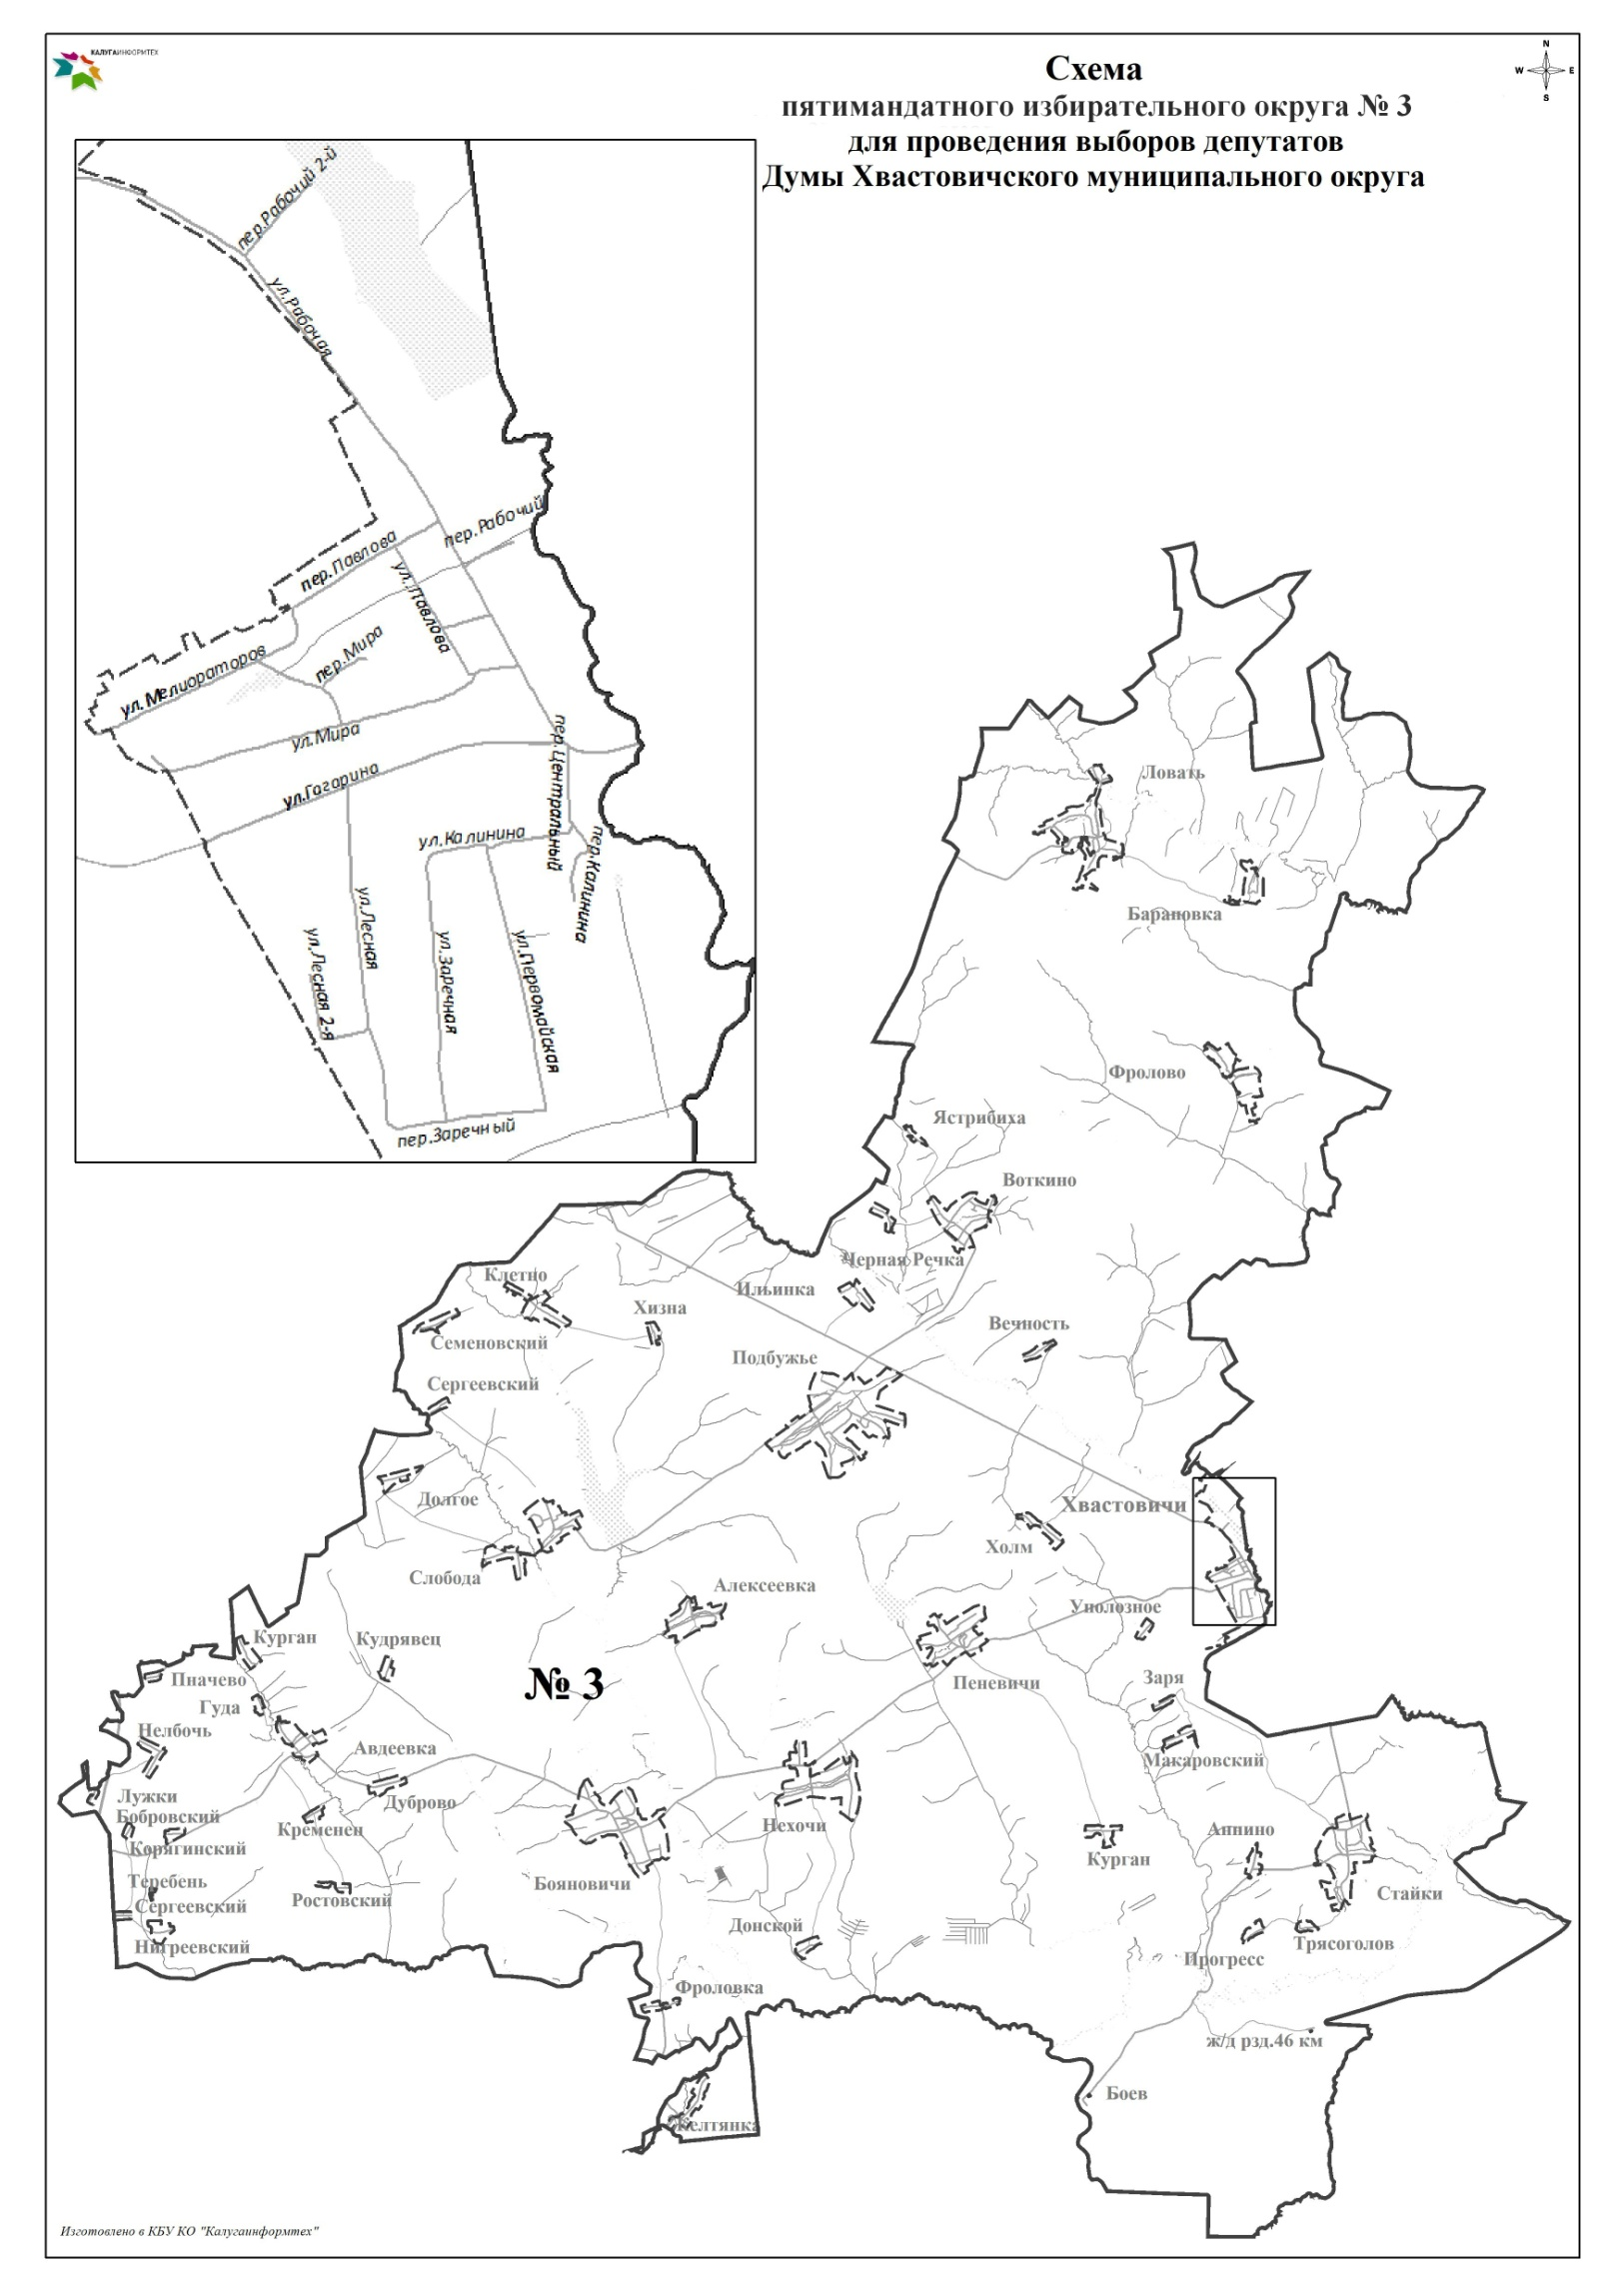 КАЛУГАИНФОРМТЕХ
N
W
E
S
Схема
пятимандатного избирательного округа № 3
для проведения выборов депутатов
Думы Хвастовичского муниципального округа
пер.Рабочий 2-й
ул.Рабочая
пер.Рабочий
пер.Павлова
ул.Павлова
пер.Мира
ул.Мелиораторов
ул.Мира
ул.Гагарина
пер.Центральный
ул.Калинина
пер.Калинина
ул.Лесная
ул.Лесная 2-я
ул.Заречная
ул.Первомайская
пер.Заречный
Ловать
Барановка
Фролово
Ястрибиха
Воткино
Черная Речка
Клетно
Ильинка
Хизна
Вечность
Семеновский
Подбужье
Сергеевский
Долгое
Хвастовичи
Холм
Слобода
Алексеевка
Уполозное
Курган
Кудрявец
Пначево
№ 3
Заря
Пеневичи
Гуда
Нелбочь
Авдеевка
Макаровский
Лужки
Дуброво
Бобровский
Кременец
Нехочи
Аннино
Корягинский
Курган
Теребень
Бояновичи
Стайки
Ростовский
Сергеевский
Донской
Нигреевский
Трясоголов
Прогресс
Фроловка
ж/д рзд.46 км
Боев
Желтянка
Изготовлено в КБУ КО "Калугаинформтех"